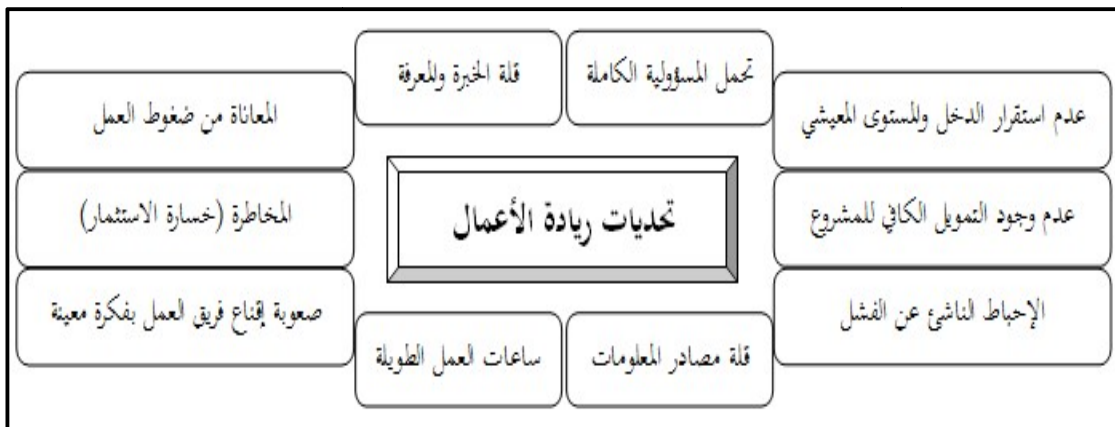 تحمل المسؤولية الكاملة
قلة الخبرة والمعرفة
عدم استقرار الدخل والمستوى المعيشي
المعاناة من ضغوط العمل
عدم وجود التمويل الكافي للمشروع
تحديات ريادة الأعمال
المخاطرة (خسارة الاستثمار)
الإحباط الناشئ عن الفشل
صعوبة إقناع فريق العمل بفكرة معينة
قلة مصادر المعلومات
ساعات العمل الطويلة